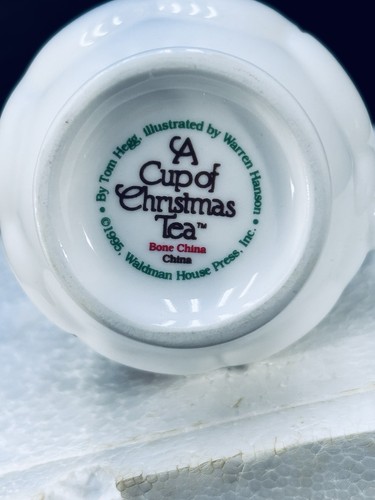 • By Tom Hegg, illustrated by Warren Hanson •
A
Cup of
Christmas
Tea™
Bone China
China
©1995, Waldman House Press, Inc.